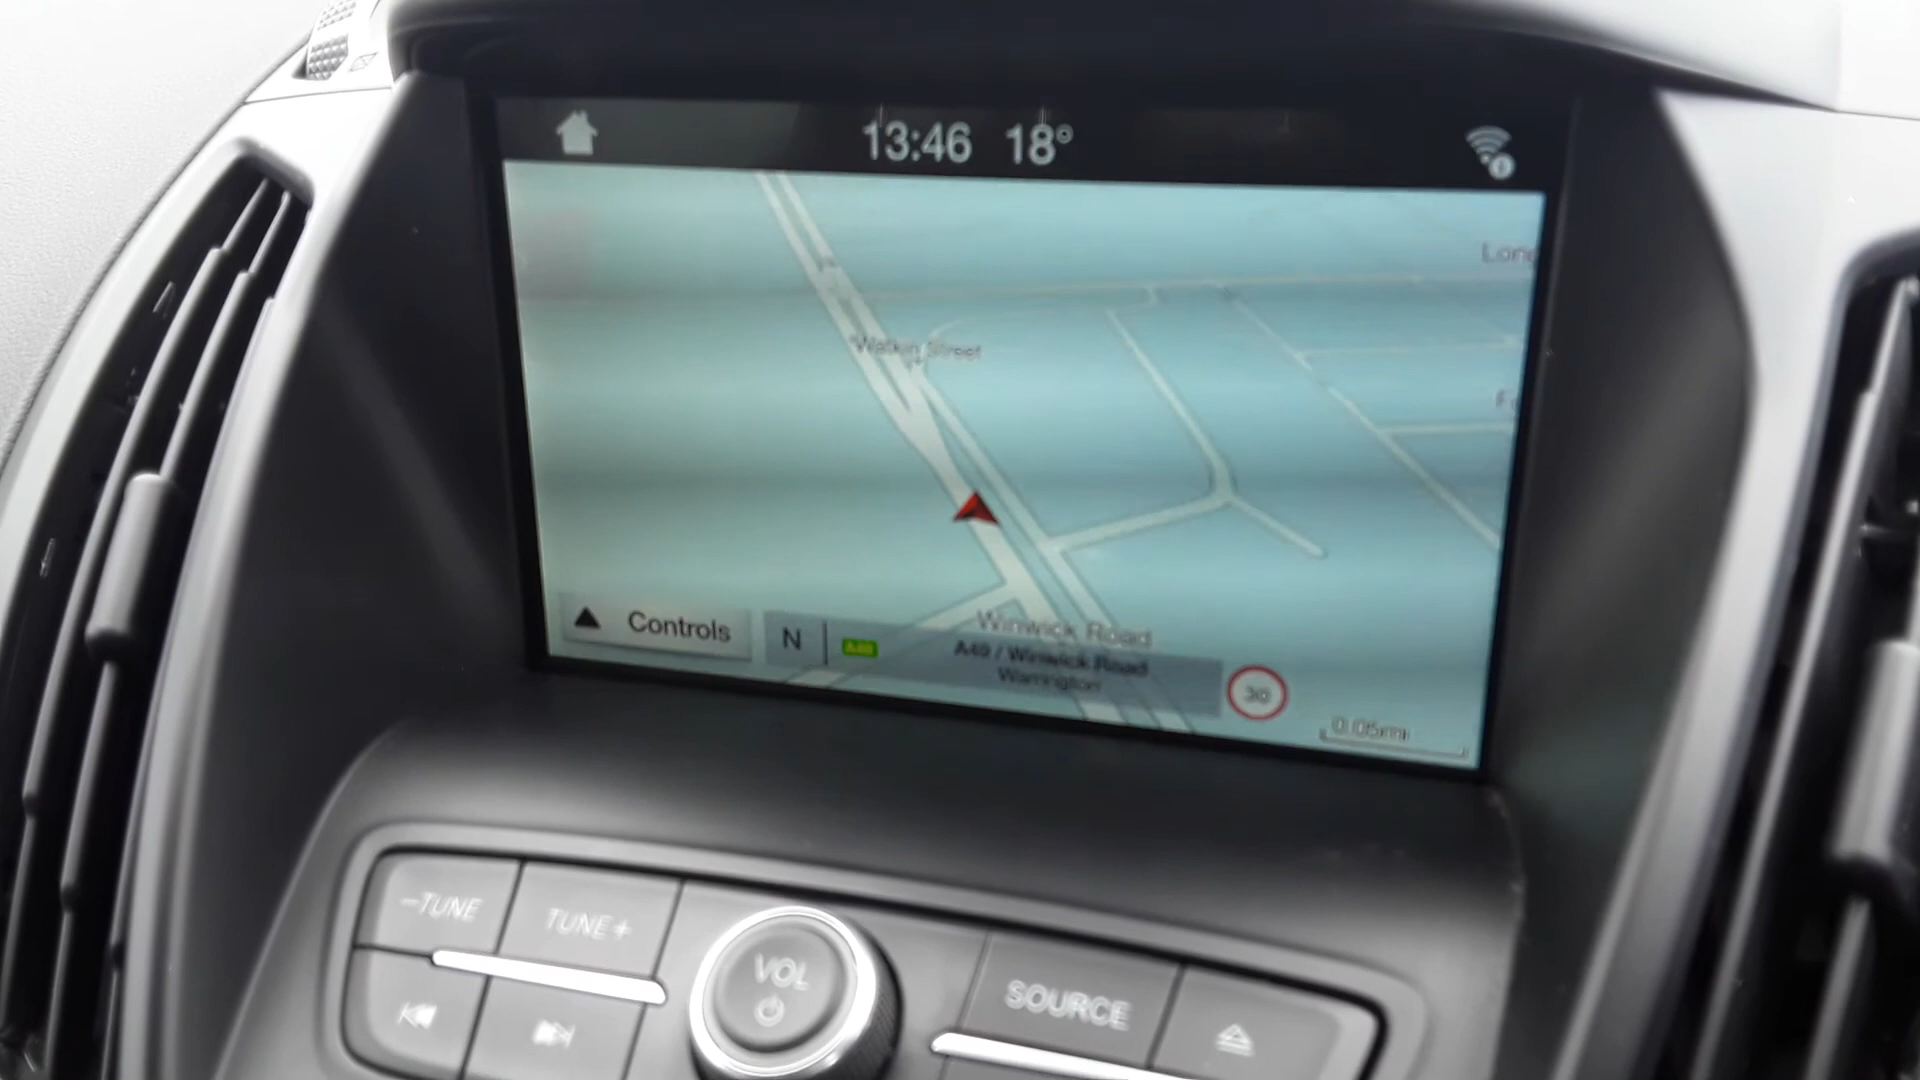 13:46 18°
Watkin Street
Winwick Road
Controls
N
A49
A49 / Winwick Road
Warrington
30
0.05mi
-TUNE
TUNE+
VOL
SOURCE